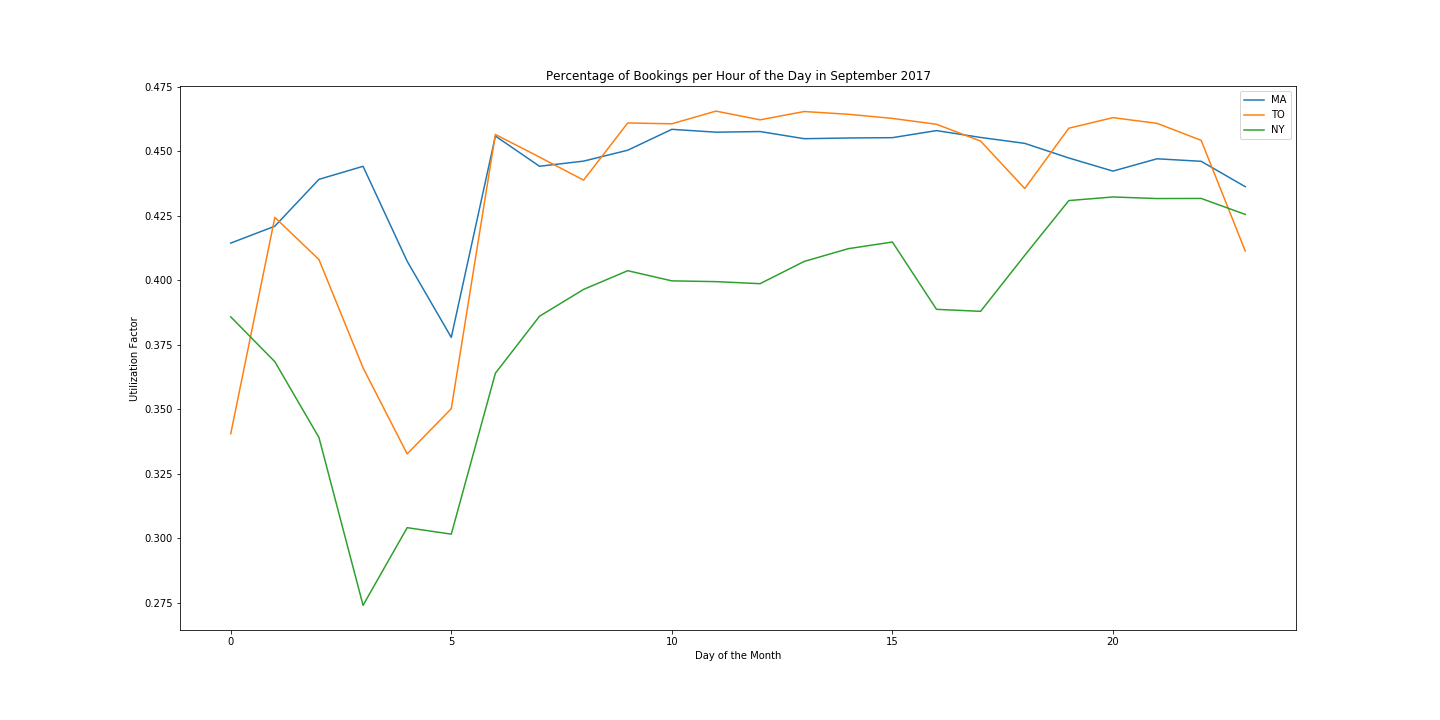 Percentage of Bookings per Hour of the Day in September 2017
MA
TO
NY
Utilization Factor
0.475
0.450
0.425
0.400
0.375
0.350
0.325
0.300
0.275
0 5 10 15 20
Day of the Month